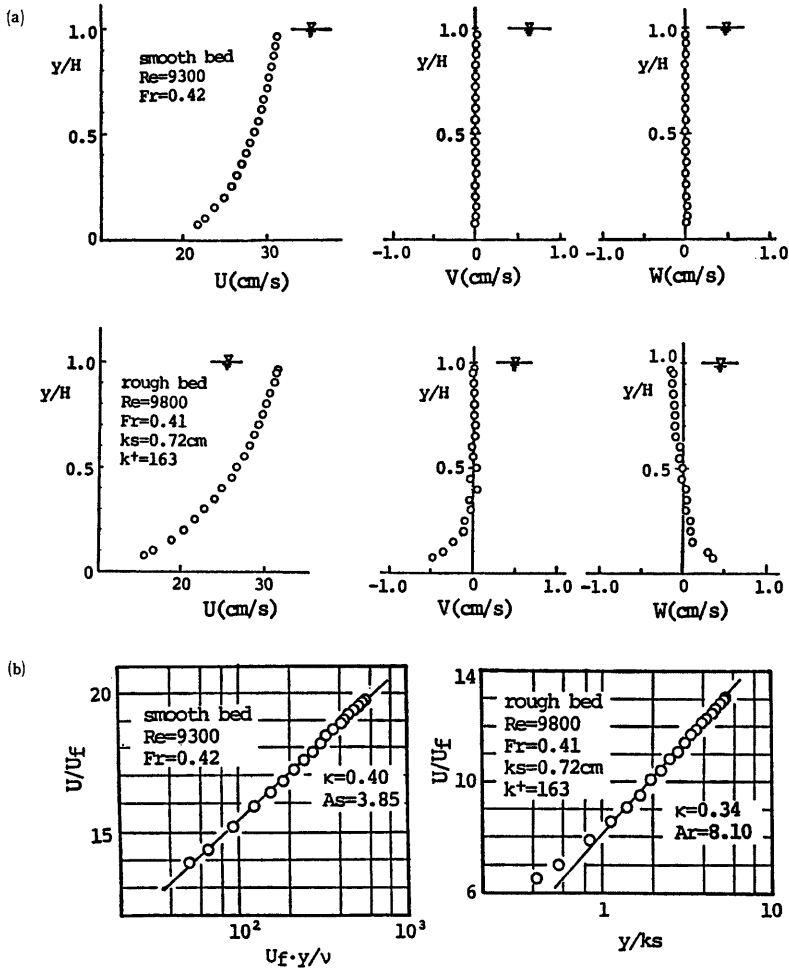 (a)
1.0
y/H
smooth bed
Re=9300
Fr=0.42
0.5
0
20
30
U(cm/s)
1.0
y/H
0.5
-1.0
0
1.0
V(cm/s)
1.0
y/H
0.5
-1.0
0
1.0
W(cm/s)
1.0
y/H
rough bed
Re=9800
Fr=0.41
ks=0.72cm
k+=163
0.5
0
20
30
U(cm/s)
1.0
y/H
0.5
-1.0
0
1.0
V(cm/s)
1.0
y/H
0.5
-1.0
0
1.0
W(cm/s)
(b)
20
smooth bed
Re=9300
Fr=0.42
U/Uf
κ=0.40
As=3.85
15
10²
10³
Uf·y/ν
14
rough bed
Re=9800
Fr=0.41
ks=0.72cm
k+=163
U/Uf
10
κ=0.34
Ar=8.10
6
1
10
y/ks